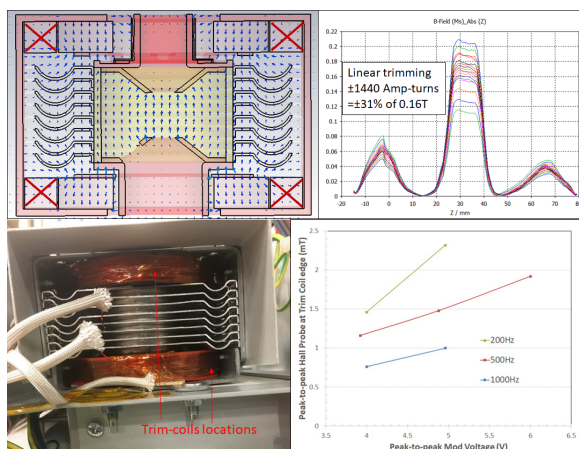 B-Field (Ms)_Abs (Z)
0.22
0.2
0.18
0.16
0.14
0.12
0.1
0.08
0.06
0.04
0.02
0
Linear trimming
±1440 Amp-turns
=±31% of 0.16T
-20 -10 0 10 20 30 40 50 60 70 80
Z / mm
Trim-coils locations
Peak-to-peak Hall Probe at Trim Coil edge (mT)
2.5
2
1.5
1
0.5
0
200Hz
500Hz
1000Hz
3.5 4 4.5 5 5.5 6 6.5
Peak-to-peak Mod Voltage (V)